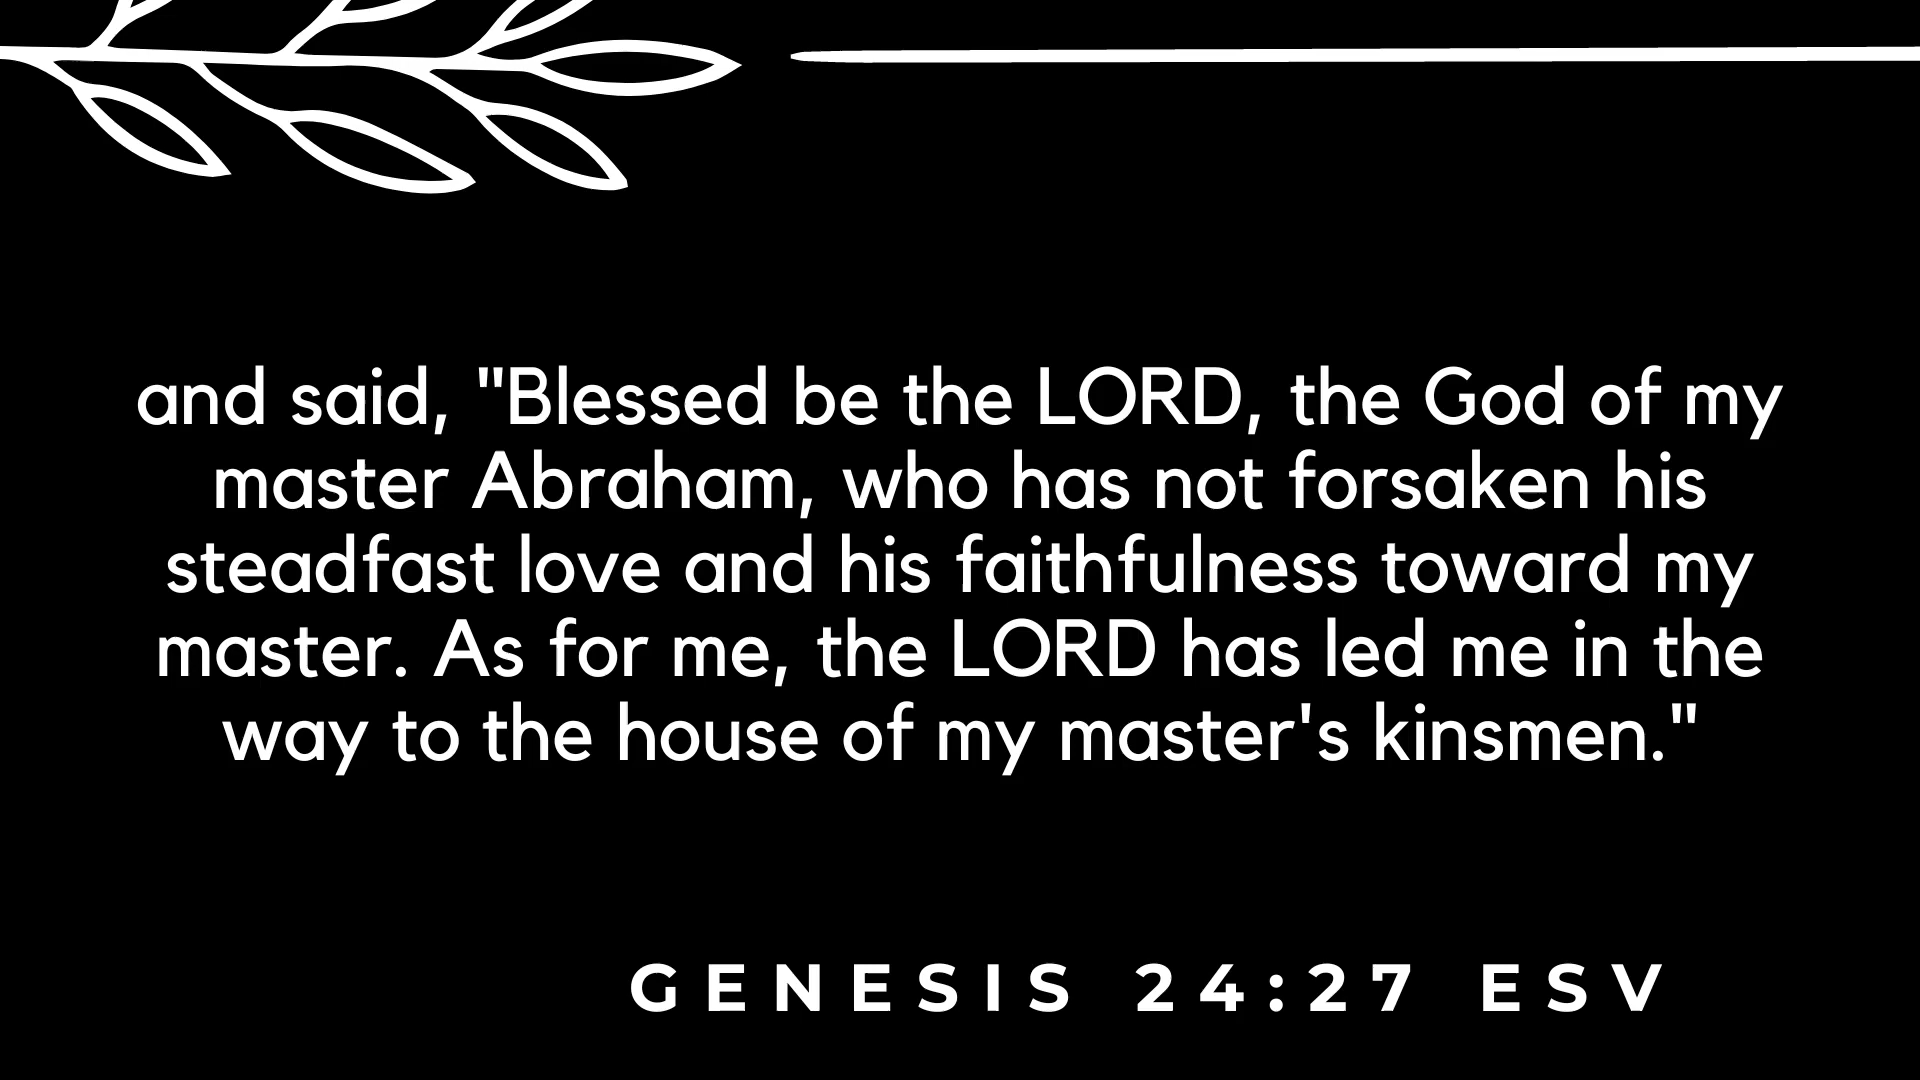 and said, "Blessed be the LORD, the God of my
master Abraham, who has not forsaken his
steadfast love and his faithfulness toward my
master. As for me, the LORD has led me in the
way to the house of my master's kinsmen."
GENESIS 24:27 ESV